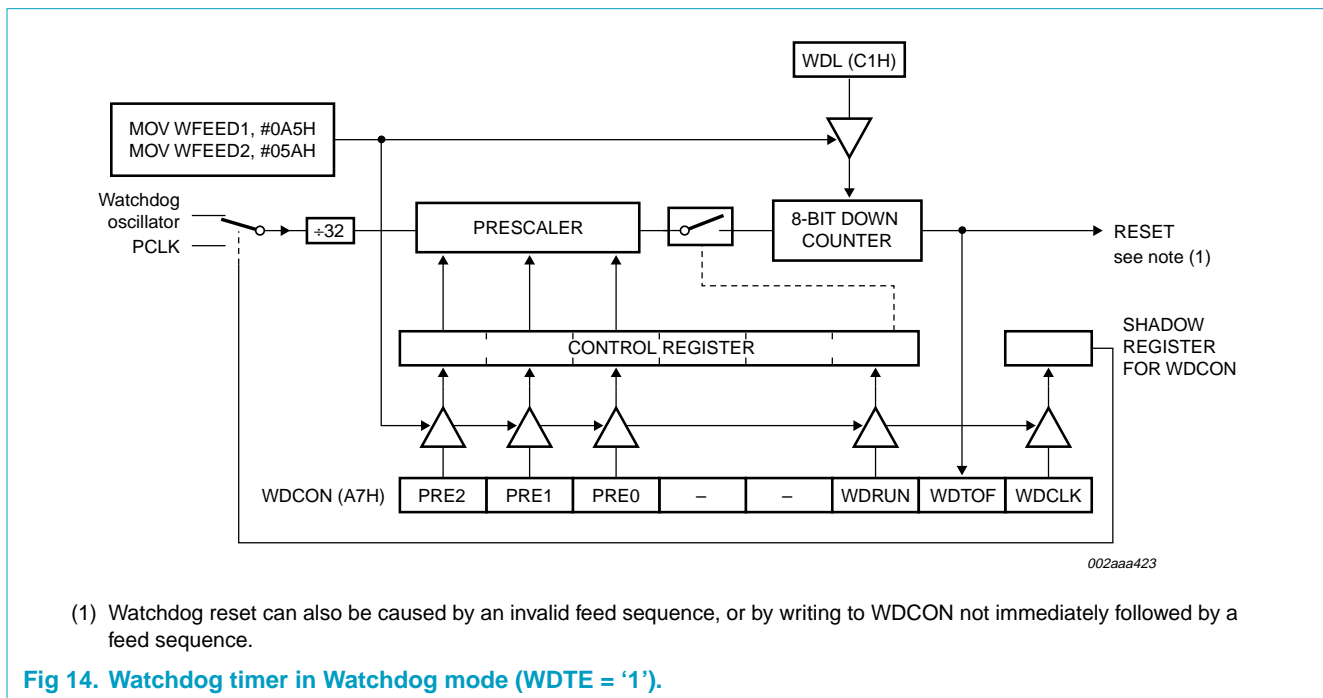 WDL (C1H)
MOV WFEED1, #0A5H
MOV WFEED2, #05AH
Watchdog
oscillator
PCLK
÷32
PRESCALER
8-BIT DOWN
COUNTER
RESET
see note (1)
CONTROL REGISTER
SHADOW
REGISTER
FOR WDCON
WDCON (A7H)
PRE2
PRE1
PRE0
–
–
WDRUN
WDTOF
WDCLK
002aaa423
(1) Watchdog reset can also be caused by an invalid feed sequence, or by writing to WDCON not immediately followed by a
feed sequence.
Fig 14. Watchdog timer in Watchdog mode (WDTE = ‘1’).